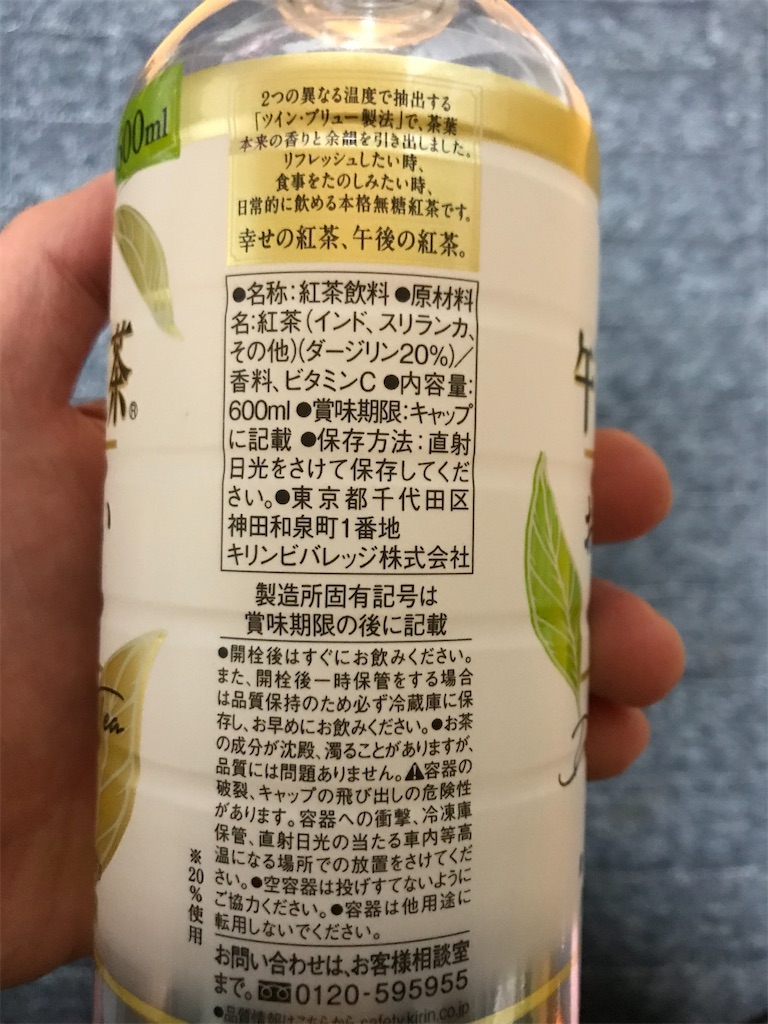 600ml
2つの異なる温度で抽出する
「ツイン・ブリュー製法」で、茶葉
本来の香りと余韻を引き出しました。
リフレッシュしたい時、
食事をたのしみたい時、
日常的に飲める本格無糖紅茶です。
幸せの紅茶、午後の紅茶。
●名称:紅茶飲料 ●原材料
名:紅茶(インド、スリランカ、
その他)(ダージリン20%)／
香料、ビタミンC ●内容量:
600ml ●賞味期限:キャップ
に記載 ●保存方法:直射
日光をさけて保存してくだ
さい。●東京都千代田区
神田和泉町1番地
キリンビバレッジ株式会社
製造所固有記号は
賞味期限の後に記載
●開栓後はすぐにお飲みください。
また、開栓後一時保管をする場合
は品質保持のため必ず冷蔵庫に保
存し、お早めにお飲みください。●お茶
の成分が沈殿、濁ることがありますが、
品質には問題ありません。⚠容器の
破裂、キャップの飛び出しの危険性
があります。容器への衝撃、冷凍庫
保管、直射日光の当たる車内等高
温になる場所での放置をさけてくだ
さい。●空容器は投げすてないように
ご協力ください。●容器は他用途に
転用しないでください。
※20%使用
お問い合わせは、お客様相談室
まで。0120-595955
●品質情報はこちらから safety.kirin.co.jp
茶®
Tea
午